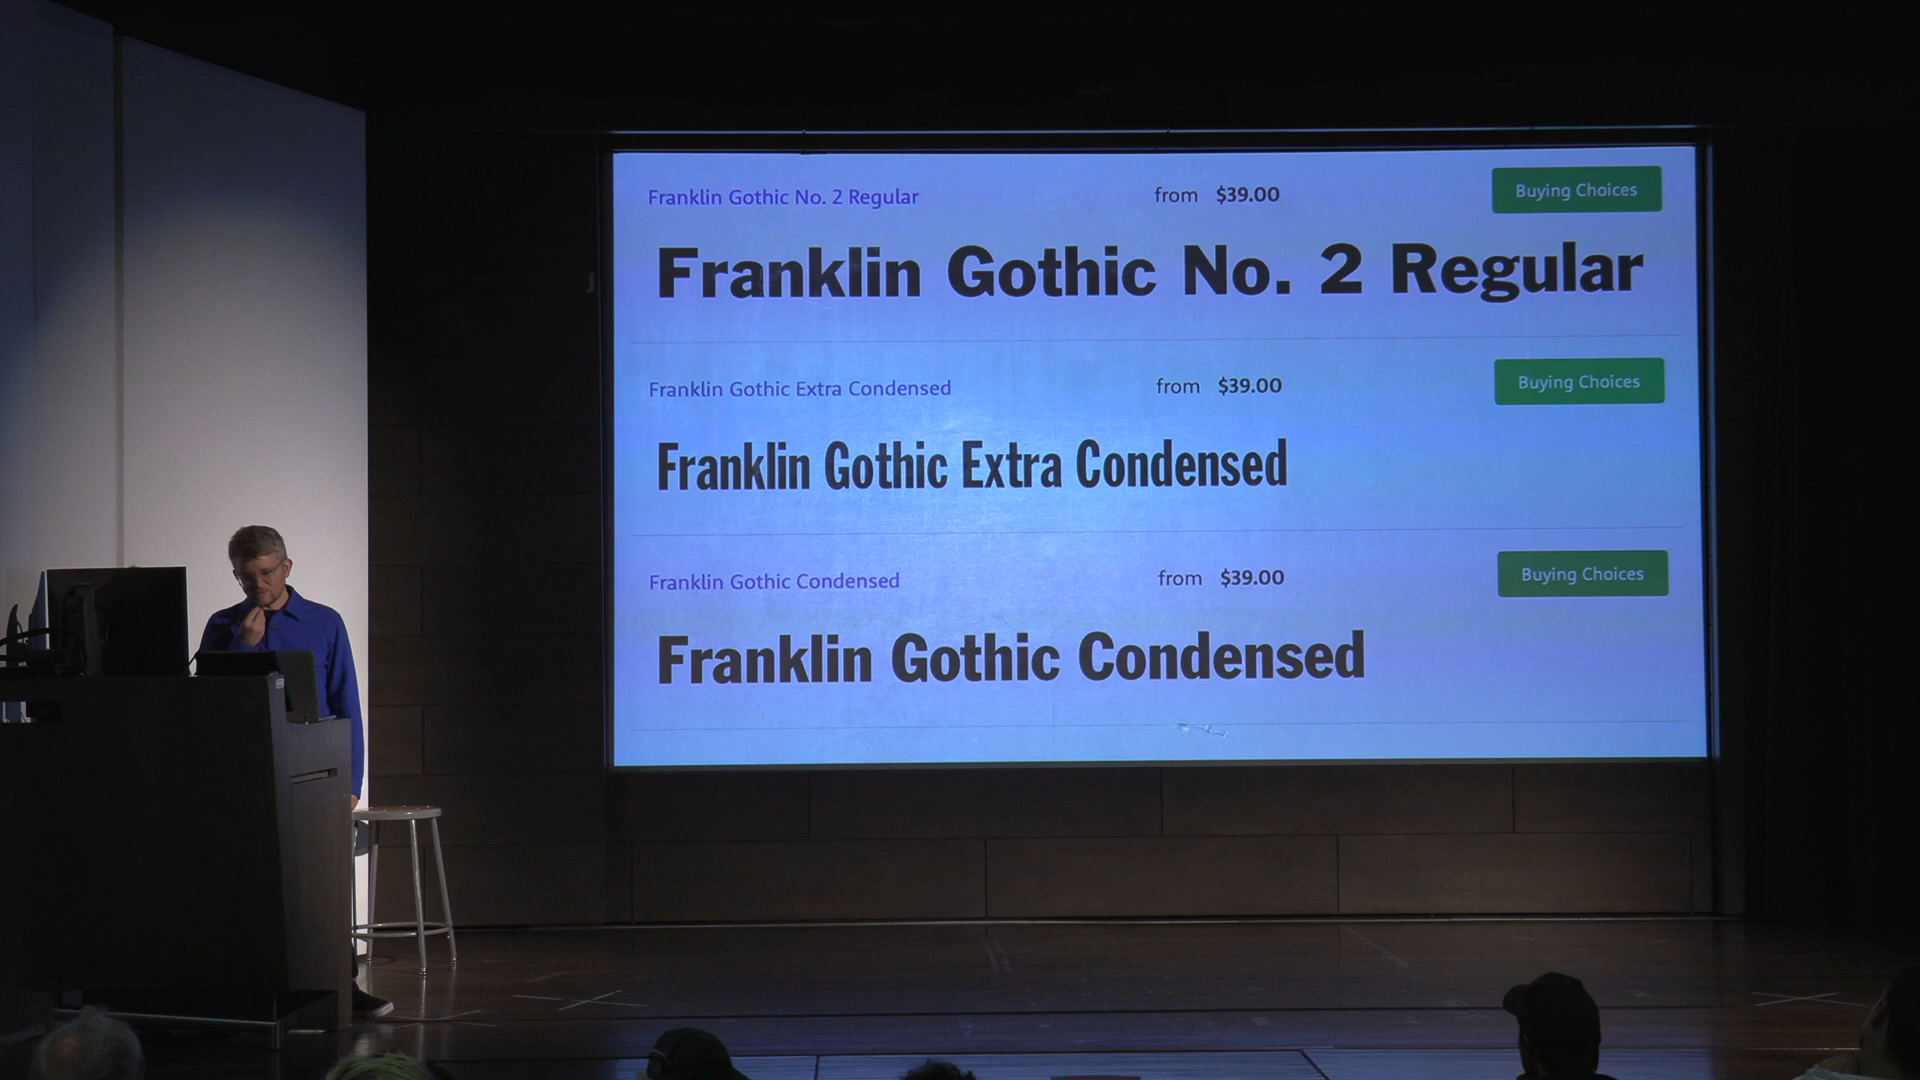 Franklin Gothic No. 2 Regular from $39.00 Buying Choices
Franklin Gothic No. 2 Regular
Franklin Gothic Extra Condensed from $39.00 Buying Choices
Franklin Gothic Extra Condensed
Franklin Gothic Condensed from $39.00 Buying Choices
Franklin Gothic Condensed